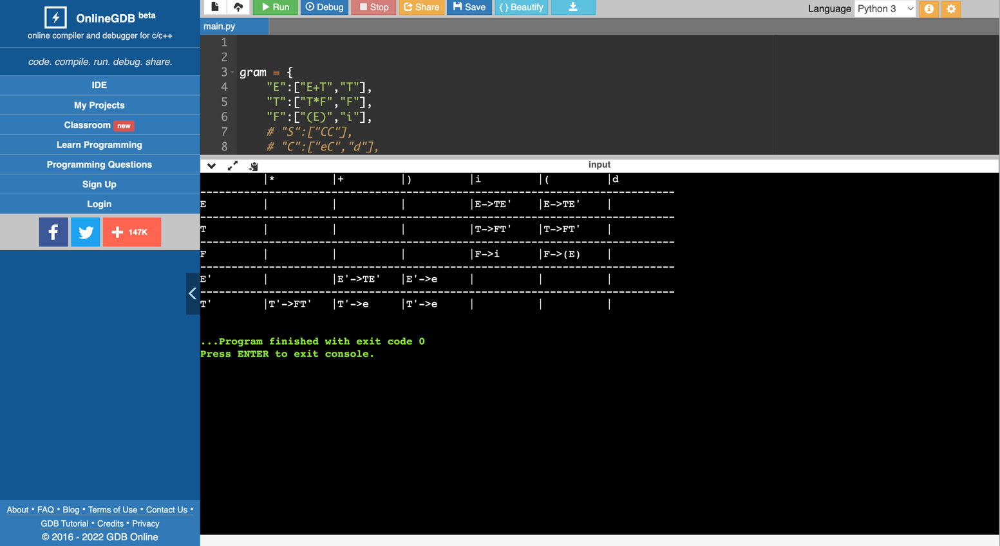 OnlineGDB beta
online compiler and debugger for c/c++
code. compile. run. debug. share.
IDE
My Projects
Classroom new
Learn Programming
Programming Questions
Sign Up
Login
147K
About • FAQ • Blog • Terms of Use • Contact Us •
GDB Tutorial • Credits • Privacy
© 2016 - 2022 GDB Online
Run Debug Stop Share Save { } Beautify
Language Python 3
main.py
1
2
3 gram = {
4 "E":["E+T","T"],
5 "T":["T*F","F"],
6 "F":["(E)","i"],
7 # "S":["CC"],
8 # "C":["eC","d"],
input
|* |+ |) |i |( |d
-----------------------------------------------------------------------------
E | | | |E->TE' |E->TE' |
-----------------------------------------------------------------------------
T | | | |T->FT' |T->FT' |
-----------------------------------------------------------------------------
F | | | |F->i |F->(E) |
-----------------------------------------------------------------------------
E' | |E'->TE' |E'->e | | |
-----------------------------------------------------------------------------
T' |T'->FT' |T'->e |T'->e | | |
...Program finished with exit code 0
Press ENTER to exit console.